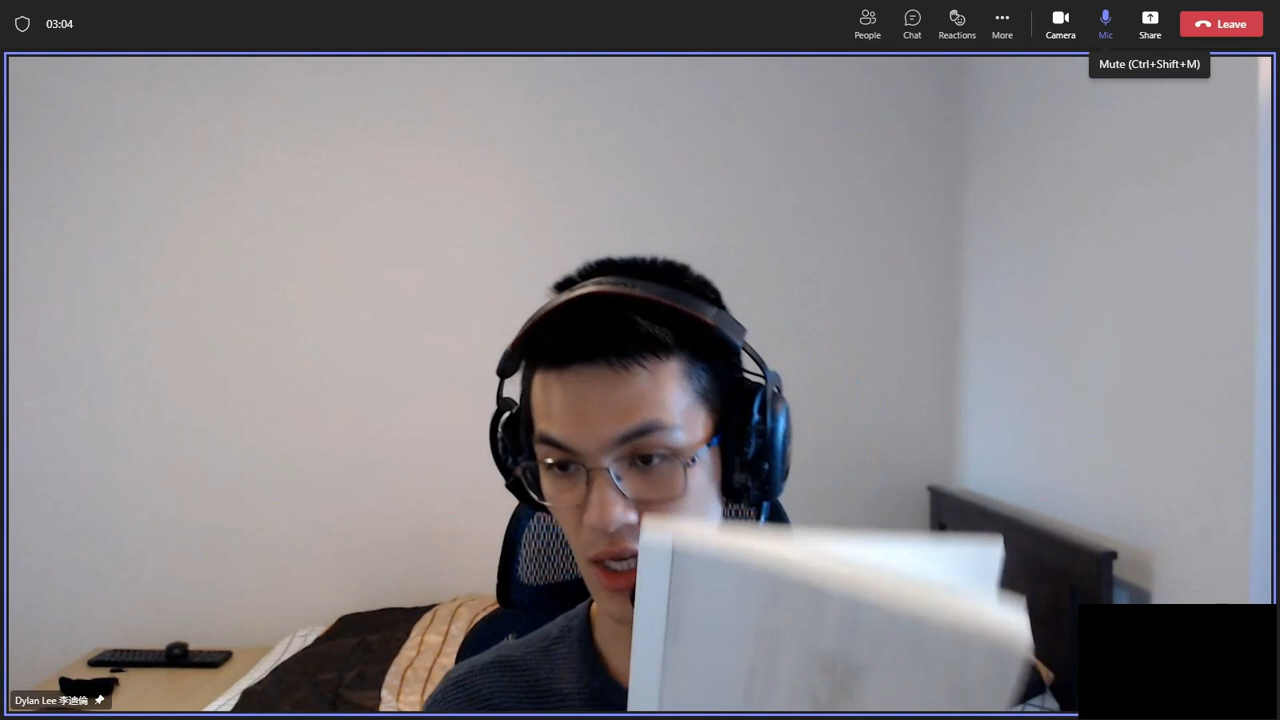 03:04
People
Chat
Reactions
More
Camera
Mic
Share
Leave
Mute (Ctrl+Shift+M)
Dylan Lee 李迪倫